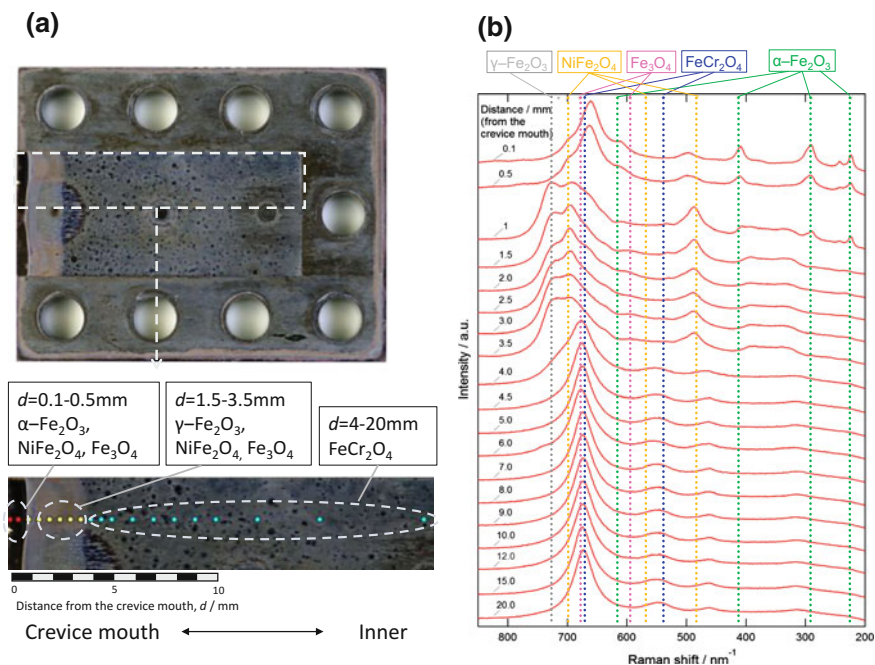 (a)
d=0.1-0.5mm
α–Fe₂O₃,
NiFe₂O₄, Fe₃O₄
d=1.5-3.5mm
γ–Fe₂O₃,
NiFe₂O₄, Fe₃O₄
d=4-20mm
FeCr₂O₄
0 5 10
Distance from the crevice mouth, d / mm
Crevice mouth Inner
(b)
γ–Fe₂O₃ NiFe₂O₄ Fe₃O₄ FeCr₂O₄ α–Fe₂O₃
Distance / mm
(from the
crevice mouth)
0.1
0.5
1
1.5
2.0
2.5
3.0
3.5
4.0
4.5
5.0
6.0
7.0
8.0
9.0
10.0
12.0
15.0
20.0
Intensity / a.u.
800 700 600 500 400 300 200
Raman shift / nm⁻¹